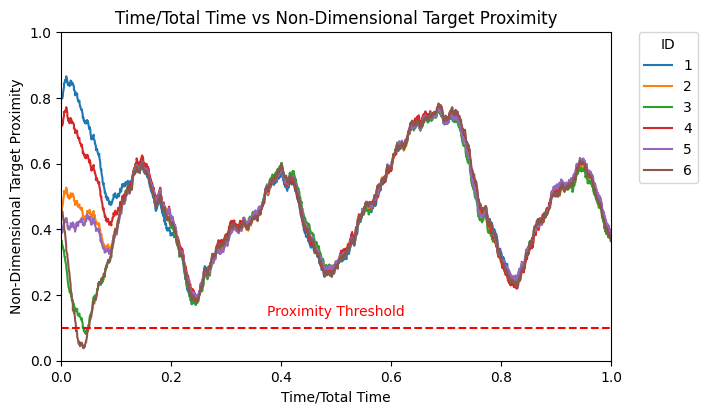 Time/Total Time vs Non-Dimensional Target Proximity
Non-Dimensional Target Proximity
1.0
0.8
0.6
0.4
0.2
0.0
Proximity Threshold
0.0 0.2 0.4 0.6 0.8 1.0
Time/Total Time
ID
1
2
3
4
5
6